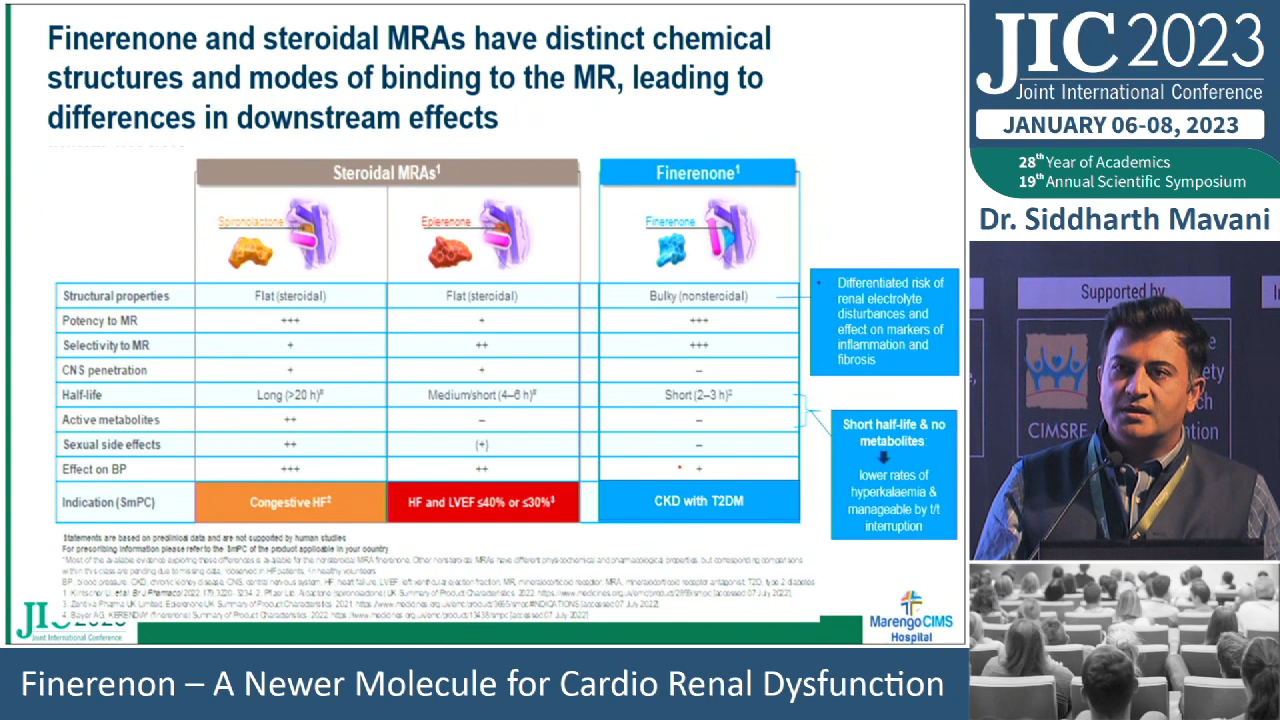 Finerenone and steroidal MRAs have distinct chemical
structures and modes of binding to the MR, leading to
differences in downstream effects
Steroidal MRAs¹
Finerenone¹
Spironolactone
Eplerenone
Finerenone
Structural properties
Flat (steroidal)
Flat (steroidal)
Bulky (nonsteroidal)
Potency to MR
+++
+
+++
Selectivity to MR
+
++
+++
CNS penetration
+
+
–
Half-life
Long (>20 h)
Medium/short (4–6 h)
Short (2–3 h)
Active metabolites
++
–
–
Sexual side effects
++
(+)
–
Effect on BP
+++
++
+
Indication (SmPC)
Congestive HF²
HF and LVEF ≤40% or ≤30%³
CKD with T2DM
• Differentiated risk of
renal electrolyte
disturbances and
effect on markers of
inflammation and
fibrosis
Short half-life & no
metabolites:
lower rates of
hyperkalaemia &
manageable by t/t
interruption
Statements are based on preclinical data and are not supported by human studies
For prescribing information please refer to the SmPC of the product applicable in your country
JIC 2023
Joint International Conference
MarengoCIMS
Hospital
JIC 2023
Joint International Conference
JANUARY 06-08, 2023
28th Year of Academics
19th Annual Scientific Symposium
Dr. Siddharth Mavani
Supported by
CIMSRF
Finerenon – A Newer Molecule for Cardio Renal Dysfunction